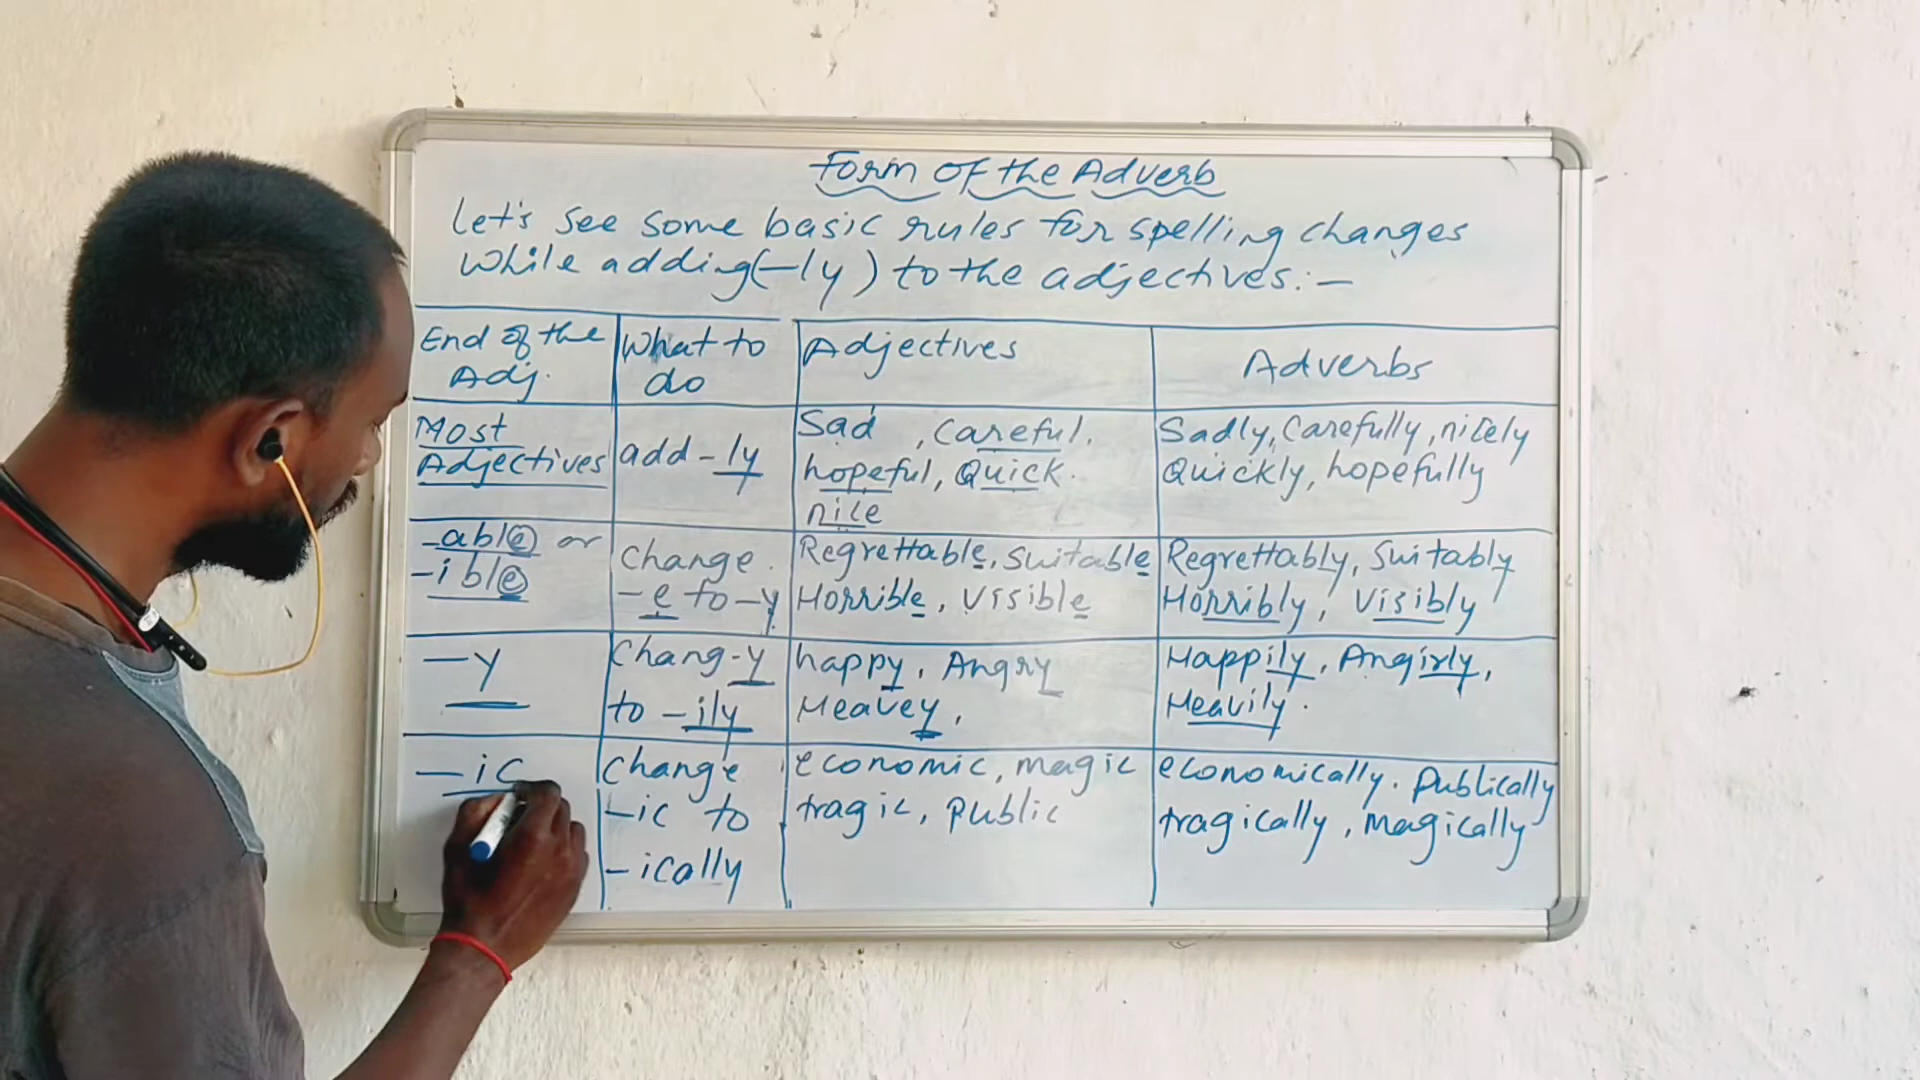 Form of the Adverb
Let's see some basic rules for spelling changes
While adding(-ly) to the adjectives:-
End of the Adj.
What to do
Adjectives
Adverbs
Most Adjectives
add -ly
Sad, Careful,
hopeful, Quick.
nice
Sadly, Carefully, nicely
Quickly, hopefully
-able or
-ible
Change
-e to -y
Regrettable, Suitable
Horrible, Visible
Regrettably, Suitably
Horribly, Visibly
-y
Chang-y
to -ily
happy, Angry
Heavey,
Happily, Angirly,
Heavily.
-ic
Change
-ic to
-ically
economic, magic
tragic, public
economically. Publically
tragically, magically